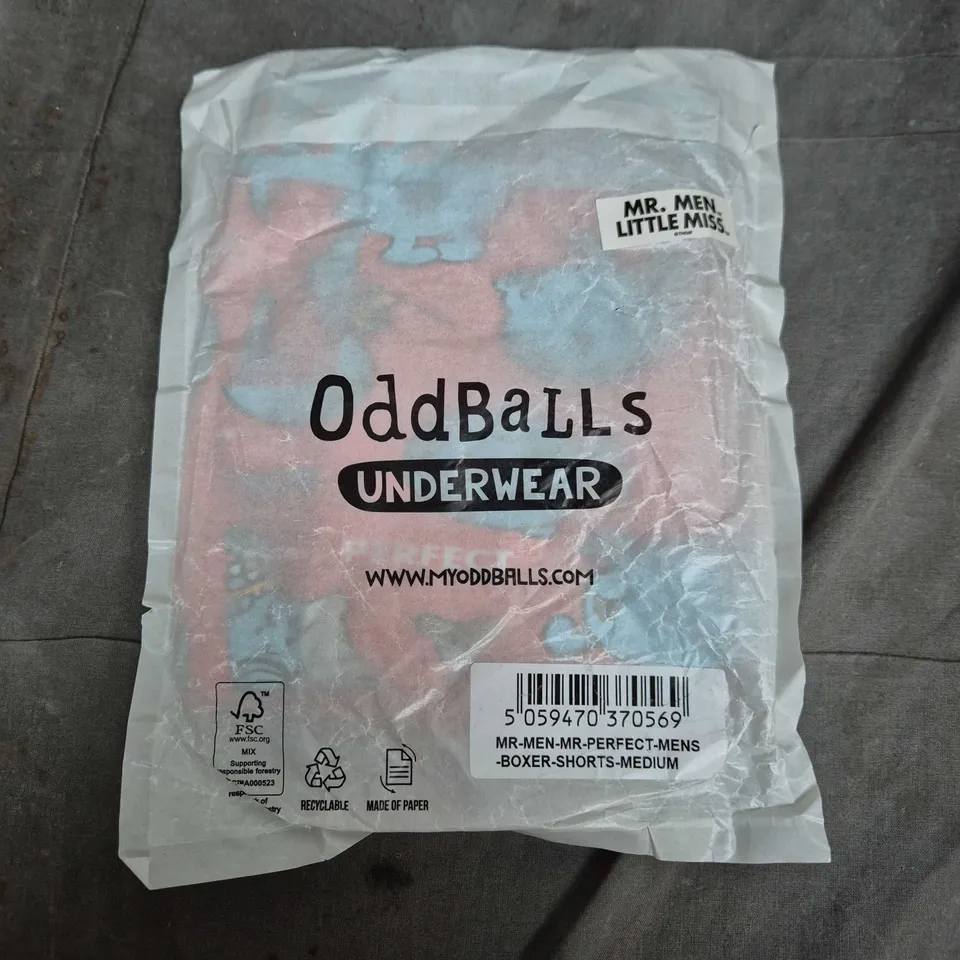 MR. MEN.
LITTLE MISS.
OddBaLLs
UNDERWEAR
PERFECT
WWW.MYODDBALLS.COM
FSC
www.fsc.org
MIX
Supporting
responsible forestry
A000523
RECYCLABLE
MADE OF PAPER
5 059470 370569
MR-MEN-MR-PERFECT-MENS
-BOXER-SHORTS-MEDIUM